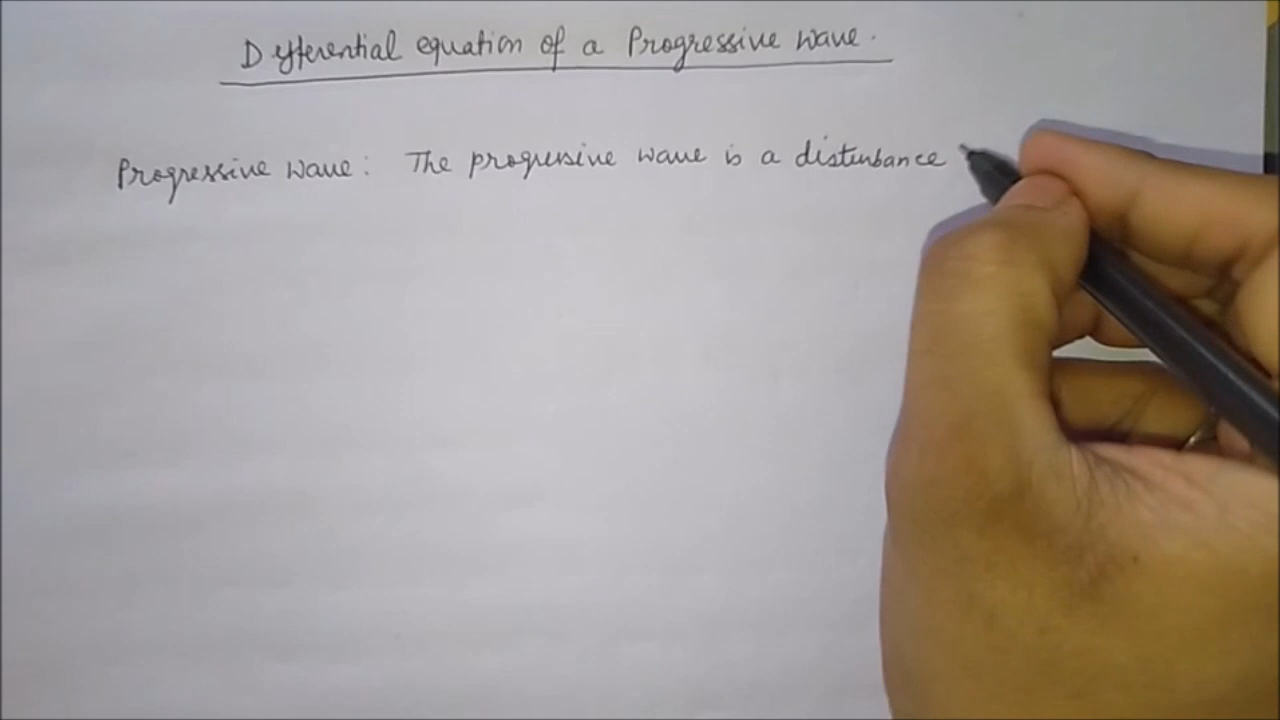 Differential equation of a Progressive wave.
Progressive wave: The progressive wave is a disturbance